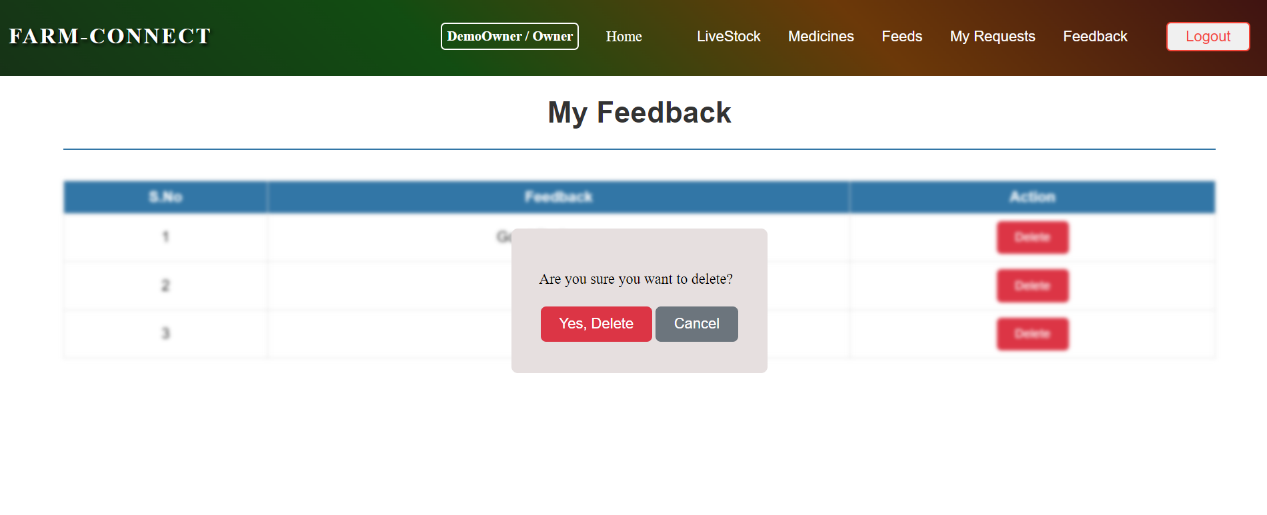 FARM-CONNECT
DemoOwner / Owner Home LiveStock Medicines Feeds My Requests Feedback Logout
My Feedback
S.No Feedback Action
1 Delete
2 Delete
3 Delete
Are you sure you want to delete?
Yes, Delete Cancel